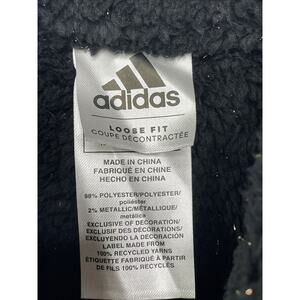 adidas
LOOSE FIT
COUPE DÉCONTRACTÉE
MADE IN CHINA
FABRIQUÉ EN CHINE
HECHO EN CHINA
98% POLYESTER/POLYESTER/
poliéster
2% METALLIC/MÉTALLIQUE/
metálica
EXCLUSIVE OF DECORATION/
EXCLUSIF DES DÉCORATIONS/
EXCLUYENDO LA DECORACIÓN
LABEL MADE FROM
100% RECYCLED YARNS
ÉTIQUETTE FABRIQUÉE À PARTIR
DE FILS 100% RECYCLÉS